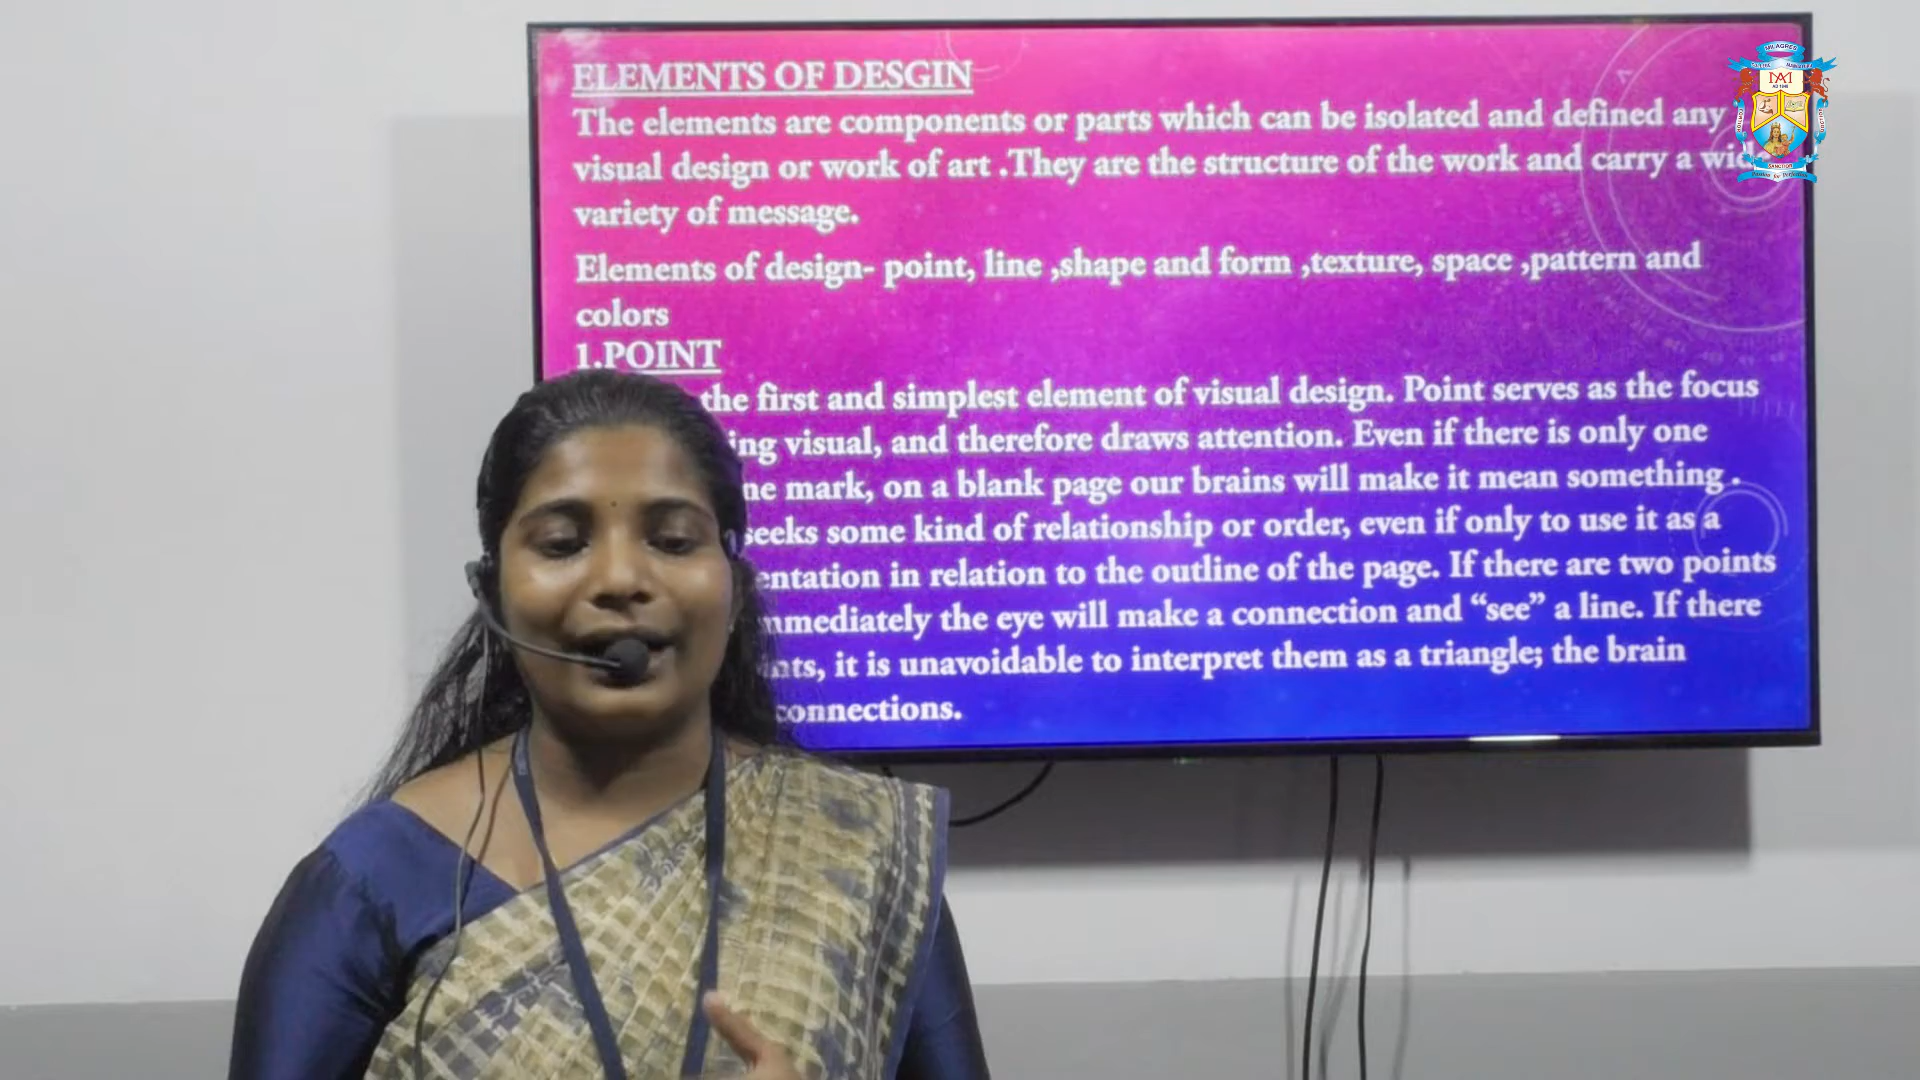 ELEMENTS OF DESGIN
The elements are components or parts which can be isolated and defined any
visual design or work of art .They are the structure of the work and carry a
variety of message.
Elements of design- point, line ,shape and form ,texture, space ,pattern and
colors
1.POINT
the first and simplest element of visual design. Point serves as the focus
visual, and therefore draws attention. Even if there is only one
mark, on a blank page our brains will make it mean something .
seeks some kind of relationship or order, even if only to use it as a
in relation to the outline of the page. If there are two points
the eye will make a connection and “see” a line. If there
it is unavoidable to interpret them as a triangle; the brain
connections.
MILAGRES